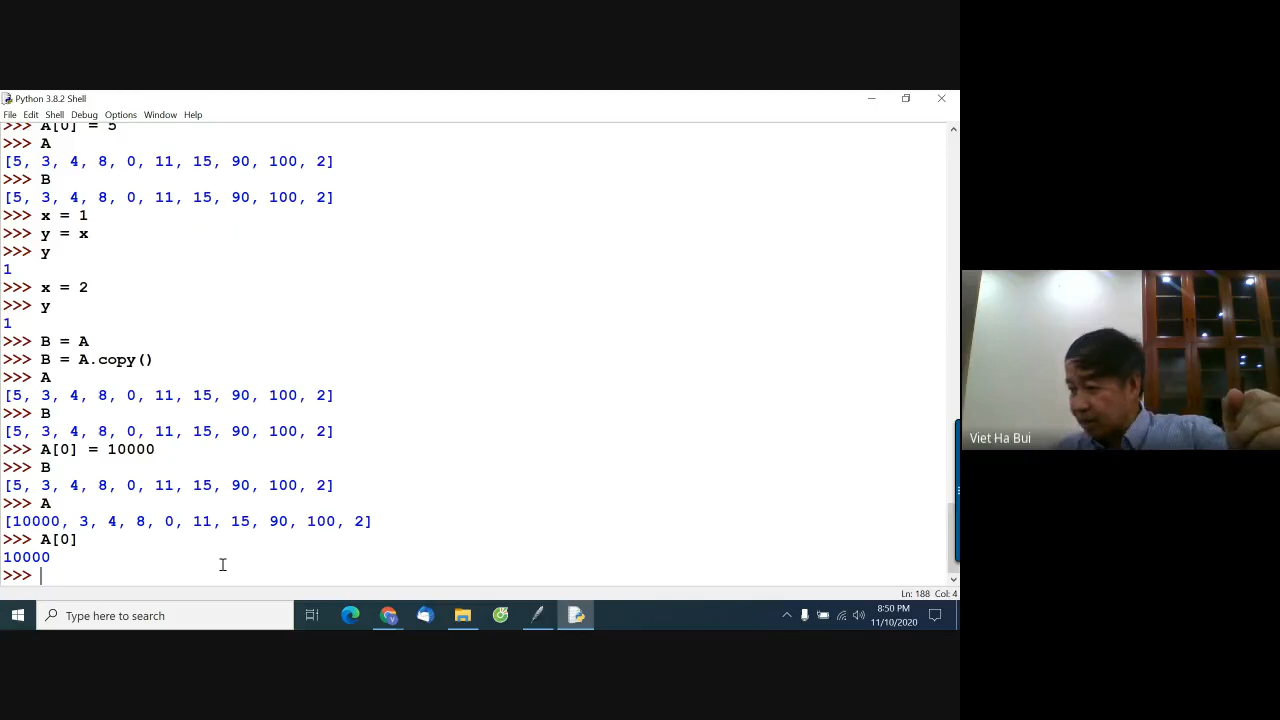 Python 3.8.2 Shell
File Edit Shell Debug Options Window Help
>>> A[0] = 5
>>> A
[5, 3, 4, 8, 0, 11, 15, 90, 100, 2]
>>> B
[5, 3, 4, 8, 0, 11, 15, 90, 100, 2]
>>> x = 1
>>> y = x
>>> y
1
>>> x = 2
>>> y
1
>>> B = A
>>> B = A.copy()
>>> A
[5, 3, 4, 8, 0, 11, 15, 90, 100, 2]
>>> B
[5, 3, 4, 8, 0, 11, 15, 90, 100, 2]
>>> A[0] = 10000
>>> B
[5, 3, 4, 8, 0, 11, 15, 90, 100, 2]
>>> A
[10000, 3, 4, 8, 0, 11, 15, 90, 100, 2]
>>> A[0]
10000
>>>
Ln: 188 Col: 4
Type here to search
8:50 PM
11/10/2020
Viet Ha Bui